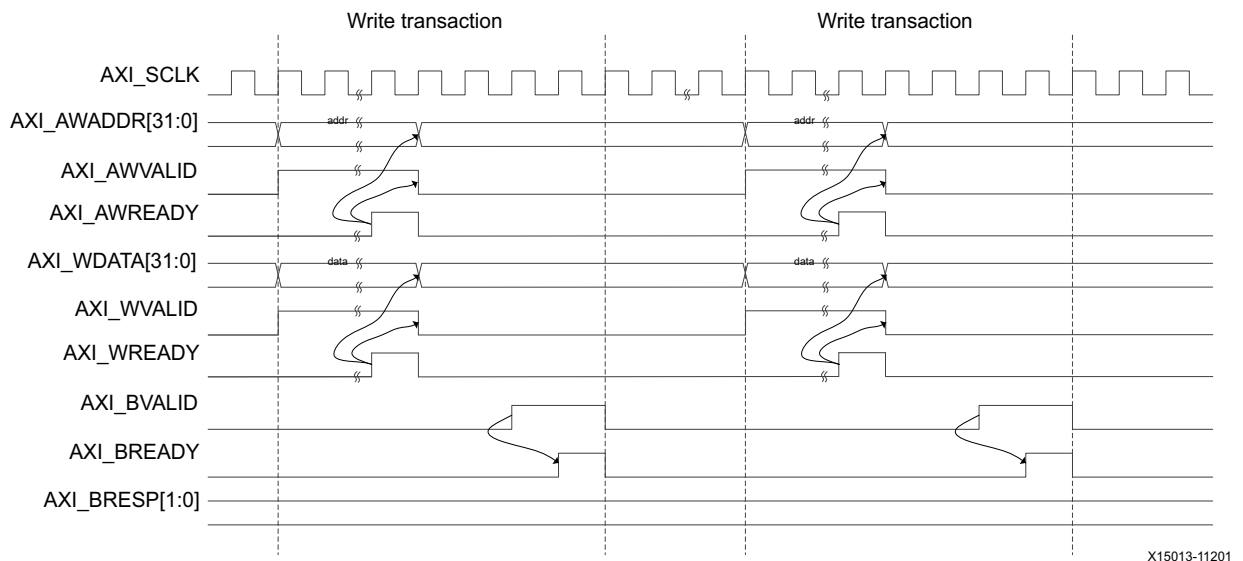 Write transaction Write transaction
AXI_SCLK
AXI_AWADDR[31:0] addr addr
AXI_AWVALID
AXI_AWREADY
AXI_WDATA[31:0] data data
AXI_WVALID
AXI_WREADY
AXI_BVALID
AXI_BREADY
AXI_BRESP[1:0]
X15013-11201